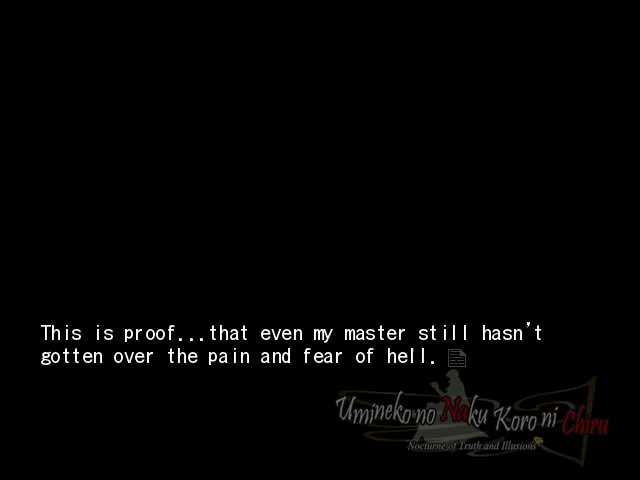 This is proof...that even my master still hasn't
gotten over the pain and fear of hell.
Umineko no Naku Koro ni Chiru
Nocturne of Truth and Illusions